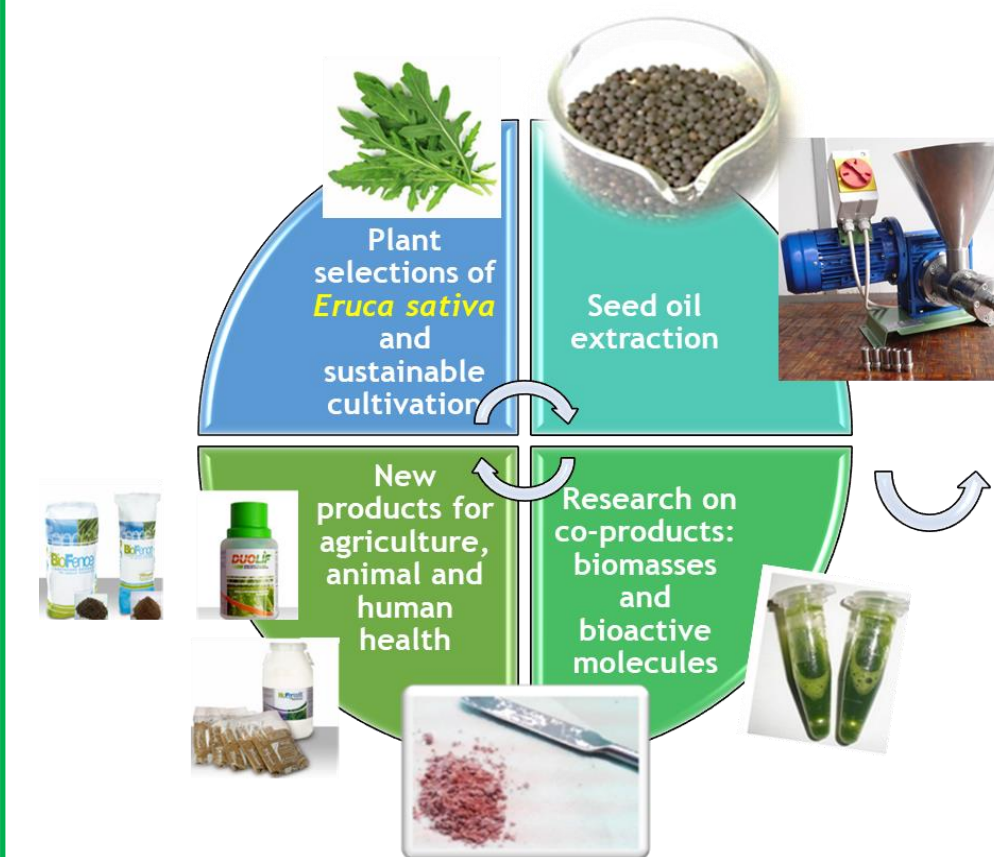 Plant
selections of
Eruca sativa
and
sustainable
cultivation
Seed oil
extraction
New
products for
agriculture,
animal and
human
health
Research on
co-products:
biomasses
and
bioactive
molecules
BioFence
BioFence
DUOLIF